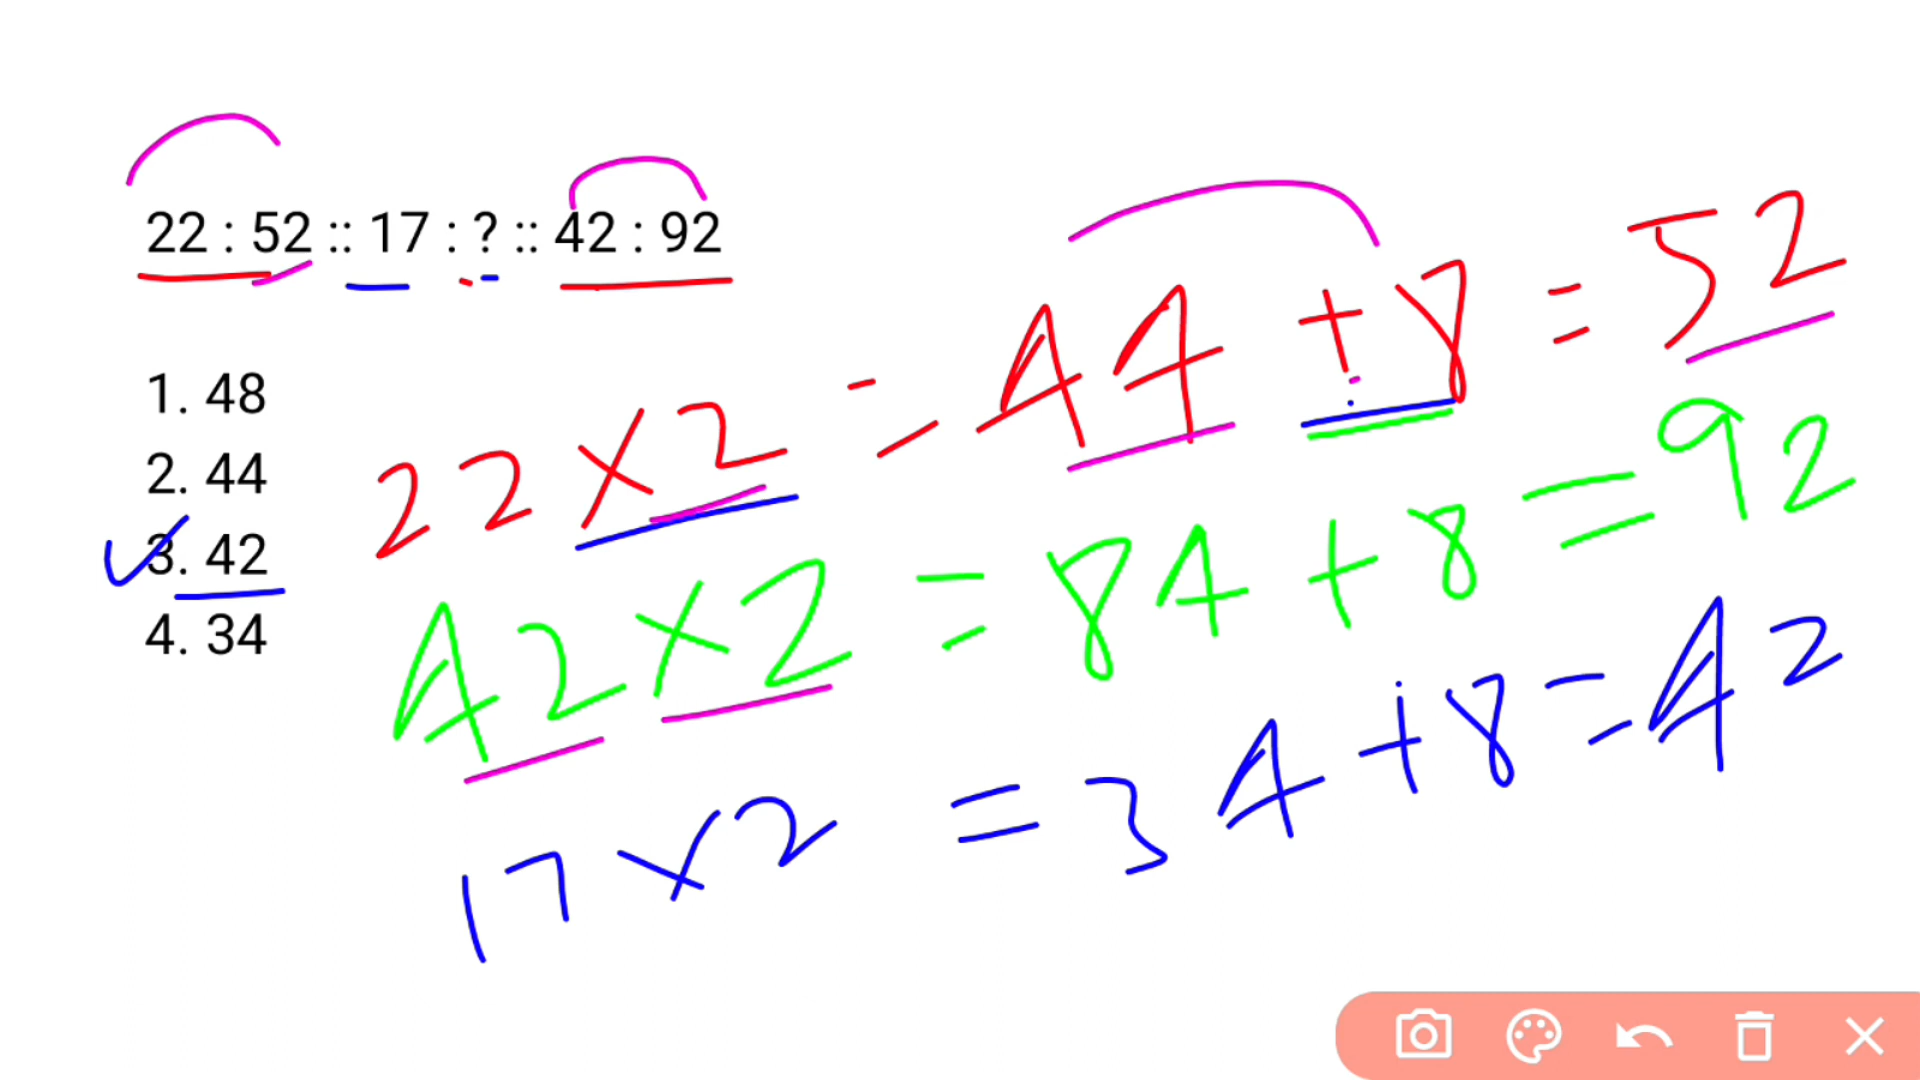 22 : 52 :: 17 : ? :: 42 : 92
1. 48
2. 44
3. 42
4. 34
22 × 2 = 44 + 8 = 52
42 × 2 = 84 + 8 = 92
17 × 2 = 34 + 8 = 42